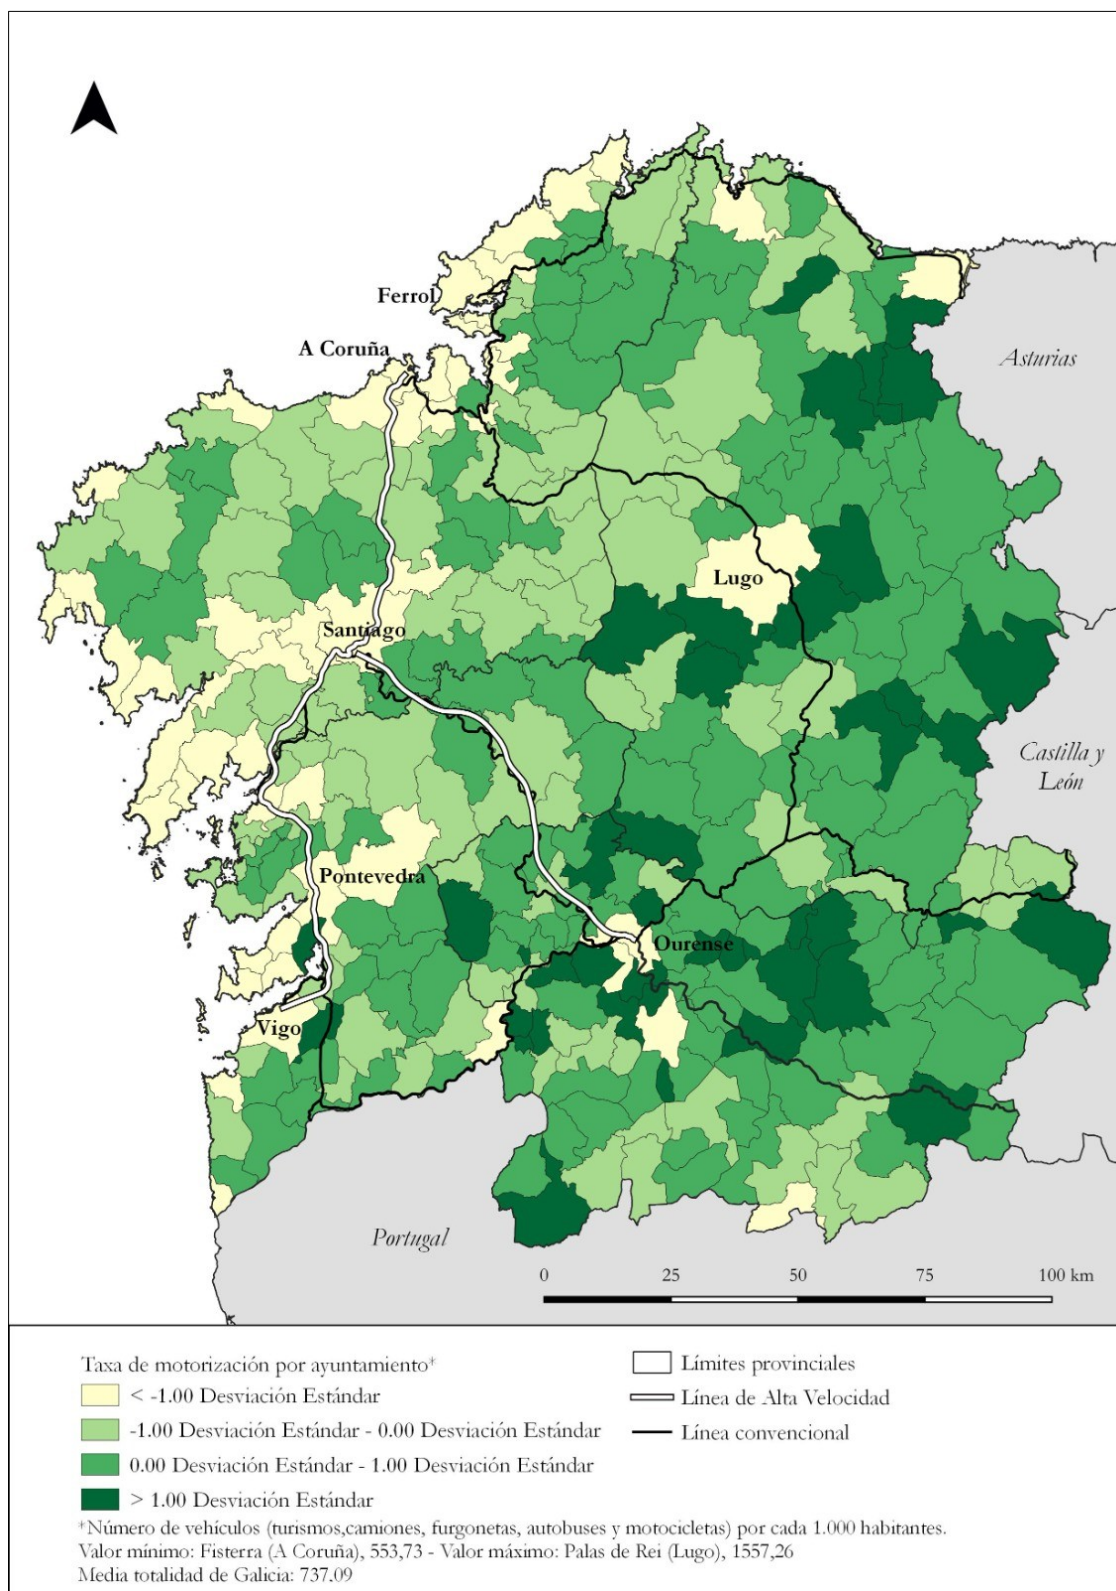 Ferrol
A Coruña
Asturias
Lugo
Santiago
Castilla y
León
Pontevedra
Ourense
Vigo
Portugal
0 25 50 75 100 km
Taxa de motorización por ayuntamiento*
< -1.00 Desviación Estándar
-1.00 Desviación Estándar - 0.00 Desviación Estándar
0.00 Desviación Estándar - 1.00 Desviación Estándar
> 1.00 Desviación Estándar
Límites provinciales
Línea de Alta Velocidad
Línea convencional
*Número de vehículos (turismos,camiones, furgonetas, autobuses y motocicletas) por cada 1.000 habitantes.
Valor mínimo: Fisterra (A Coruña), 553,73 - Valor máximo: Palas de Rei (Lugo), 1557,26
Media totalidad de Galicia: 737,09